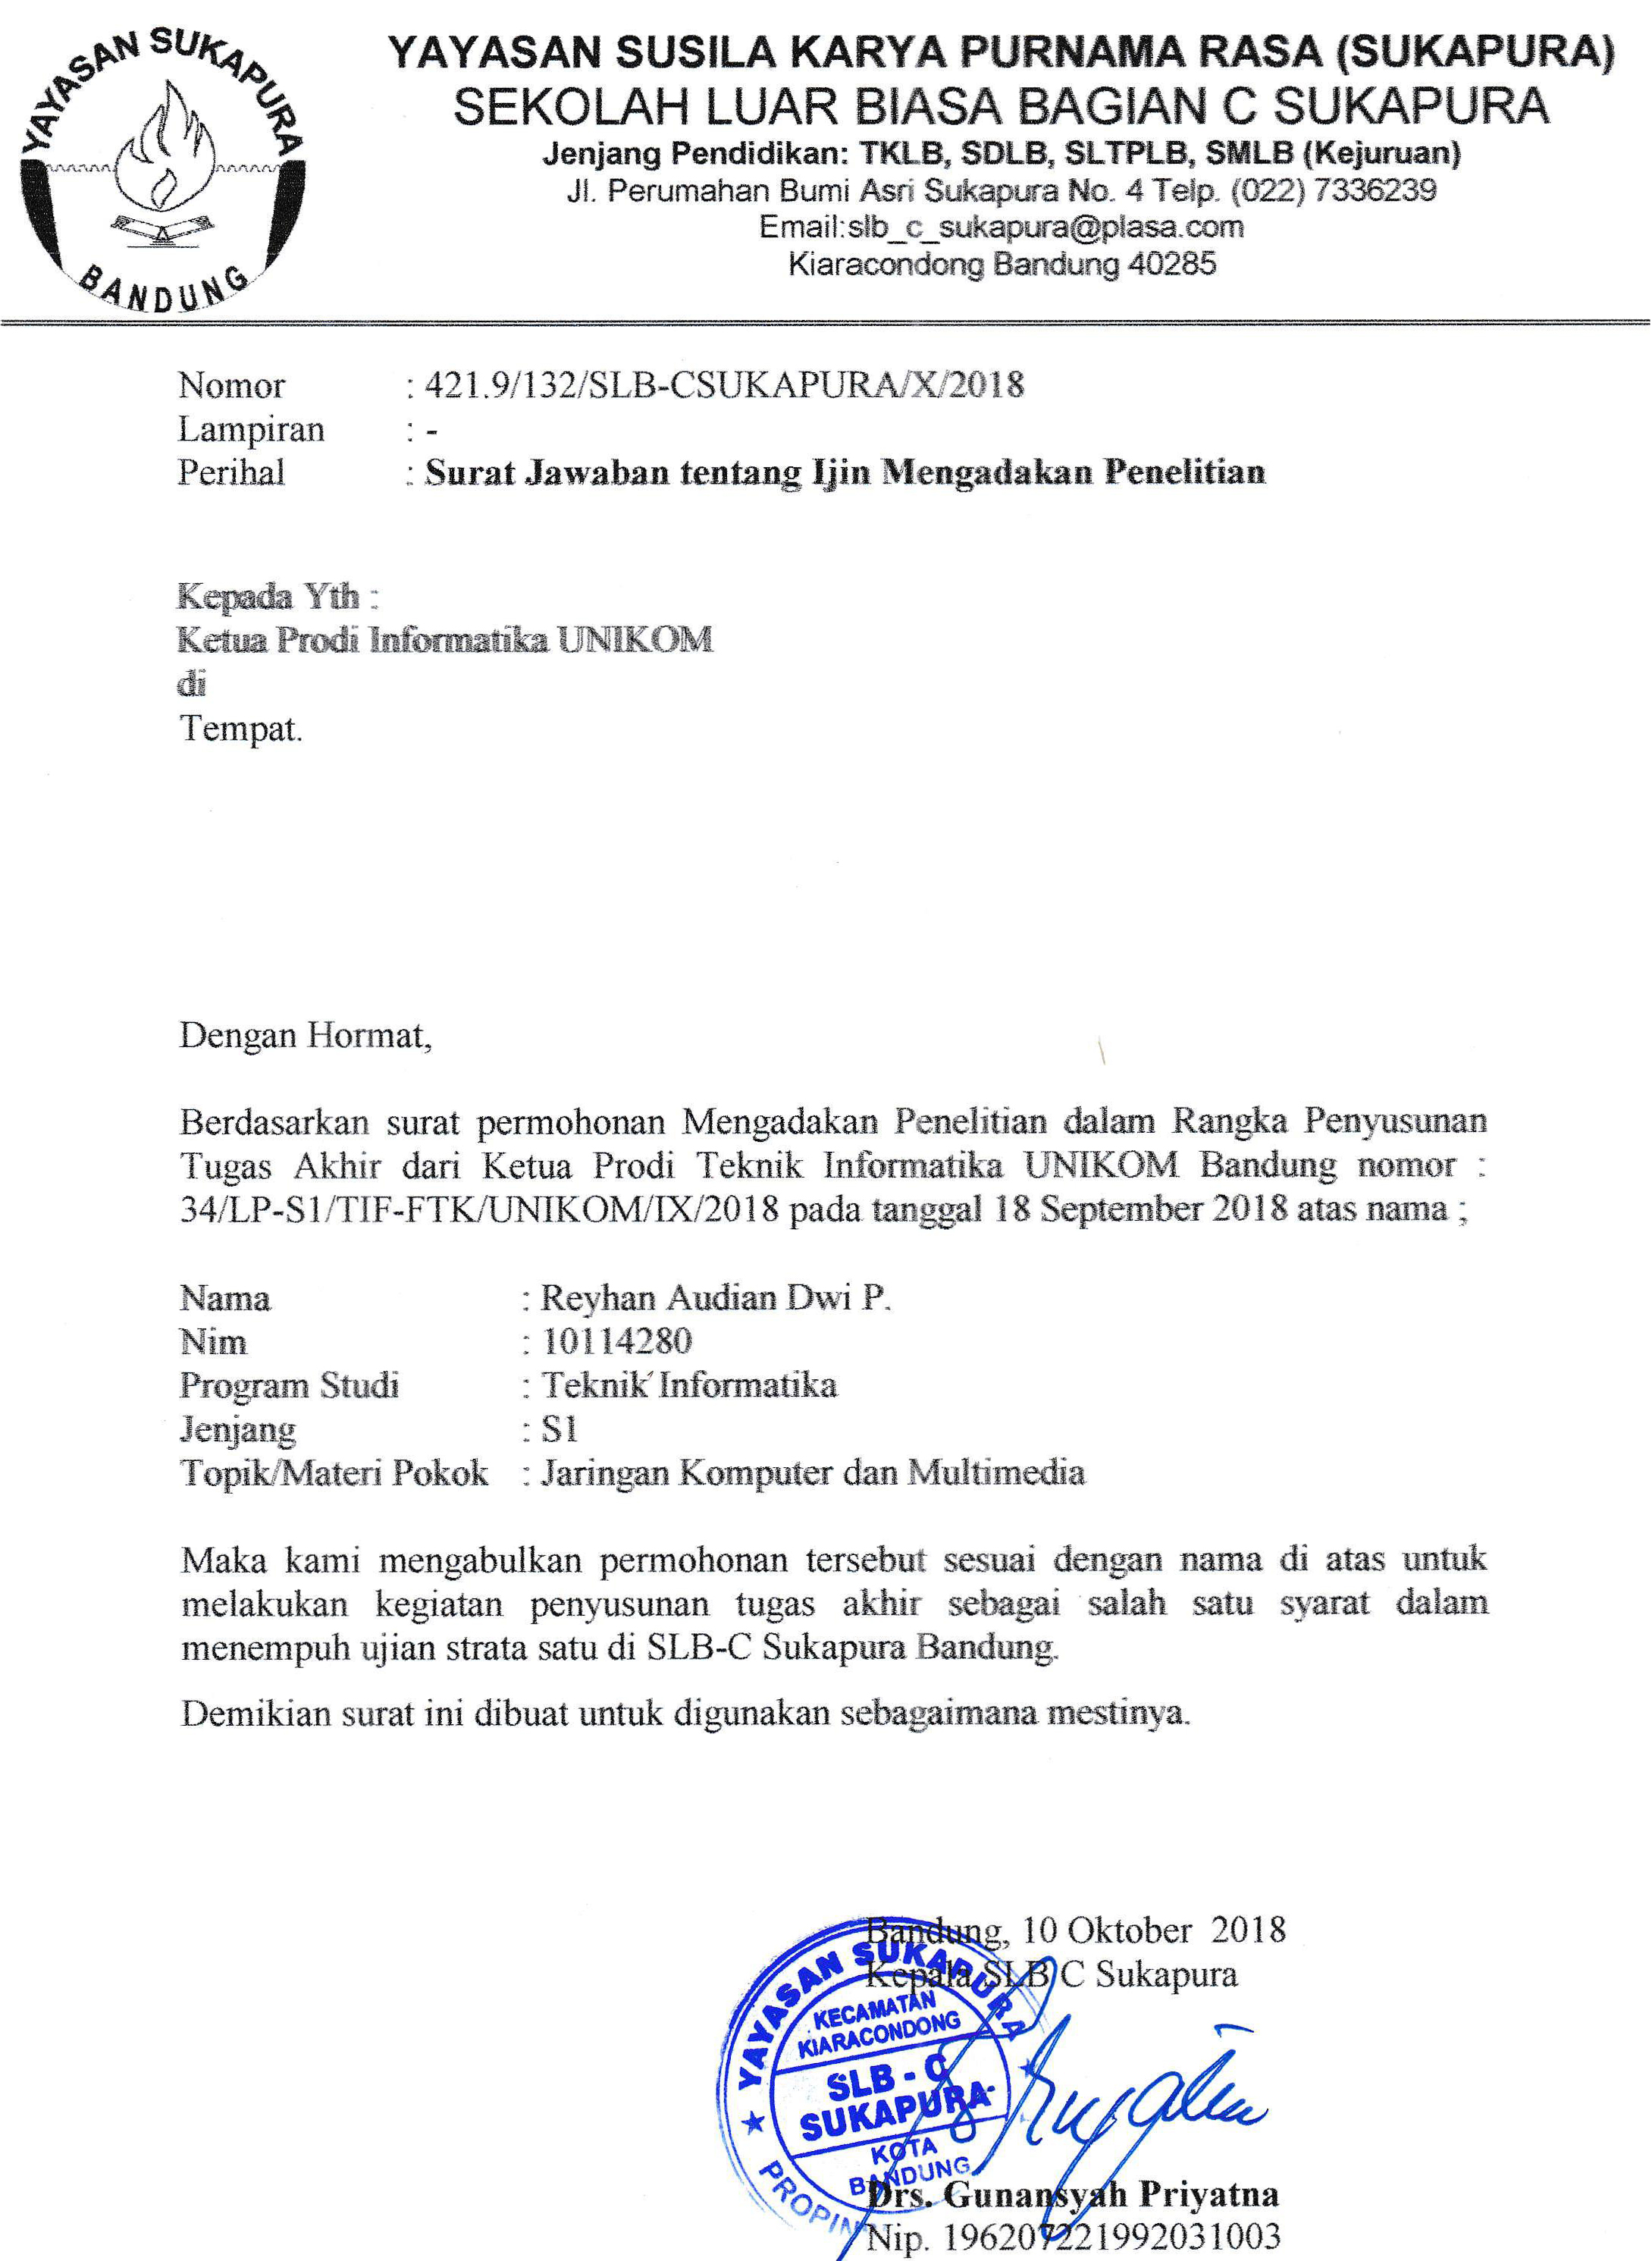 YAYASAN SUKAPURA
BANDUNG
YAYASAN SUSILA KARYA PURNAMA RASA (SUKAPURA)
SEKOLAH LUAR BIASA BAGIAN C SUKAPURA
Jenjang Pendidikan: TKLB, SDLB, SLTPLB, SMLB (Kejuruan)
Jl. Perumahan Bumi Asri Sukapura No. 4 Telp. (022) 7336239
Email:slb_c_sukapura@plasa.com
Kiaracondong Bandung 40285
Nomor : 421.9/132/SLB-CSUKAPURA/X/2018
Lampiran : -
Perihal : Surat Jawaban tentang Ijin Mengadakan Penelitian
Kepada Yth :
Ketua Prodi Informatika UNIKOM
di
Tempat.
Dengan Hormat,
Berdasarkan surat permohonan Mengadakan Penelitian dalam Rangka Penyusunan
Tugas Akhir dari Ketua Prodi Teknik Informatika UNIKOM Bandung nomor :
34/LP-S1/TIF-FTK/UNIKOM/IX/2018 pada tanggal 18 September 2018 atas nama ;
Nama : Reyhan Audian Dwi P.
Nim : 10114280
Program Studi : Teknik Informatika
Jenjang : S1
Topik/Materi Pokok : Jaringan Komputer dan Multimedia
Maka kami mengabulkan permohonan tersebut sesuai dengan nama di atas untuk
melakukan kegiatan penyusunan tugas akhir sebagai salah satu syarat dalam
menempuh ujian strata satu di SLB-C Sukapura Bandung.
Demikian surat ini dibuat untuk digunakan sebagaimana mestinya.
Bandung, 10 Oktober 2018
Kepala SLB C Sukapura
YAYASAN SUKAPURA
KECAMATAN
KIARACONDONG
SLB - C
SUKAPURA
KOTA
BANDUNG
Drs. Gunansyah Priyatna
Nip. 196207221992031003